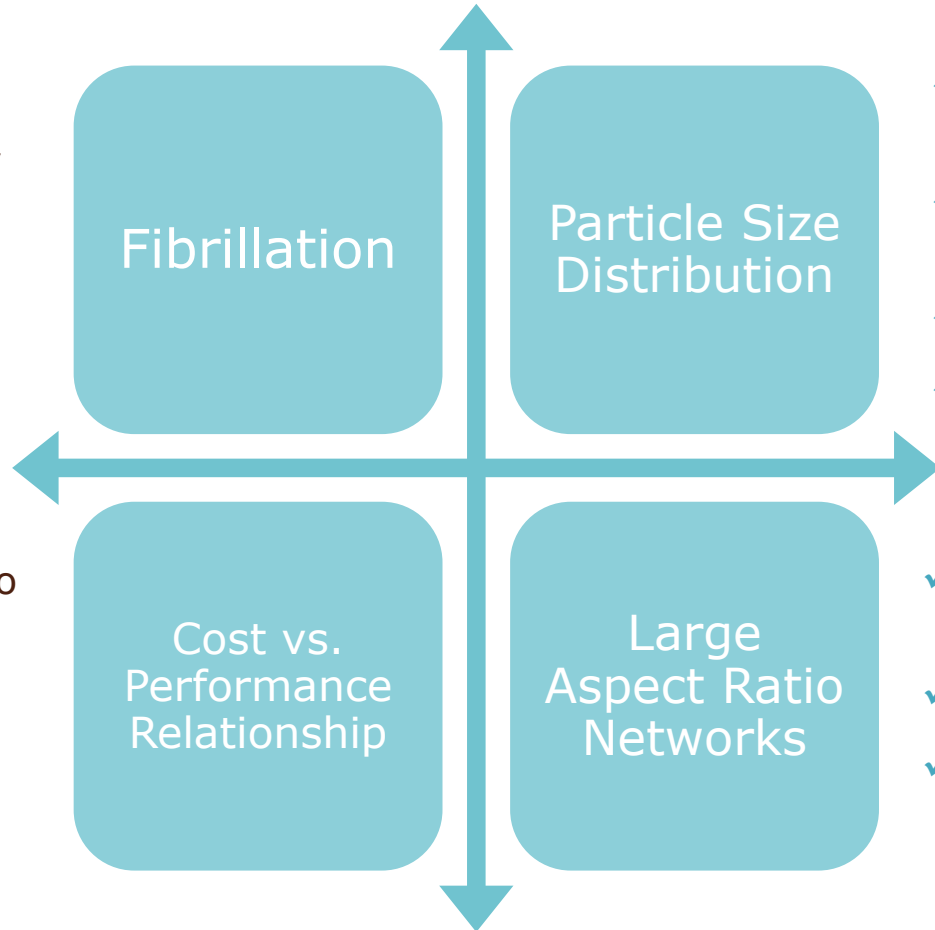 Fibrillation
Particle Size
Distribution
Cost vs.
Performance
Relationship
Large
Aspect Ratio
Networks